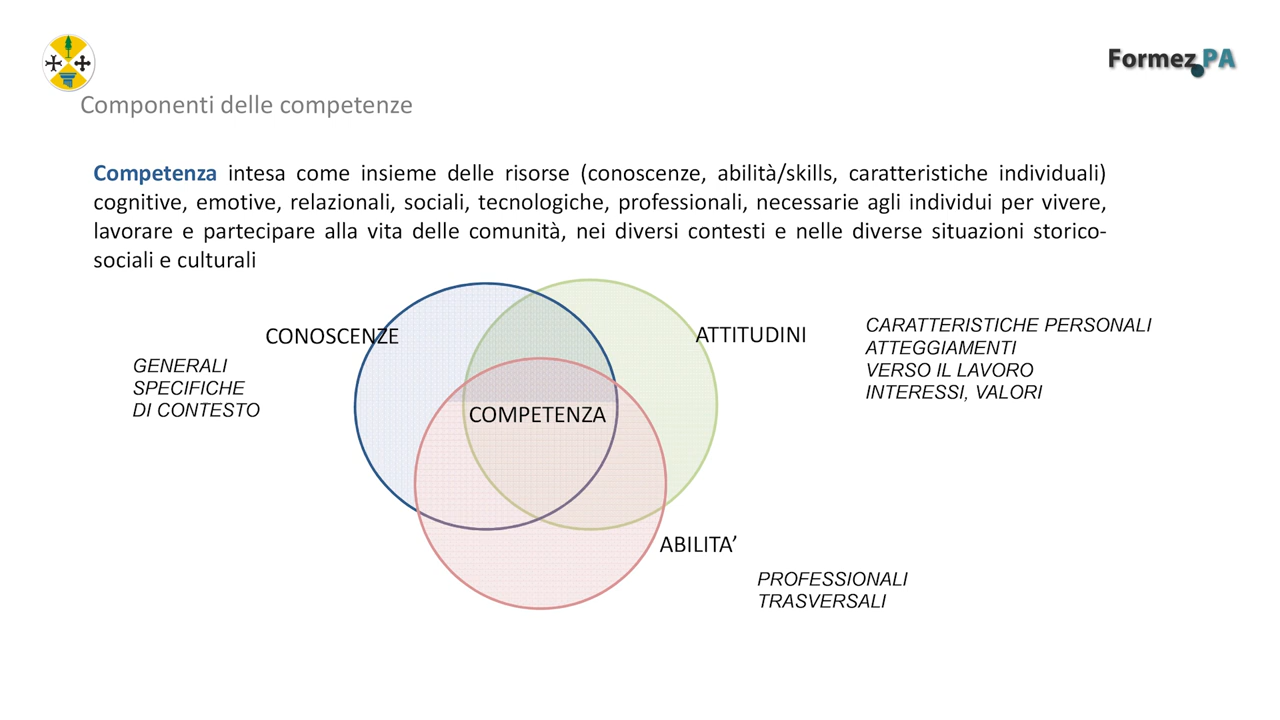 Formez PA
Componenti delle competenze
Competenza intesa come insieme delle risorse (conoscenze, abilità/skills, caratteristiche individuali)
cognitive, emotive, relazionali, sociali, tecnologiche, professionali, necessarie agli individui per vivere,
lavorare e partecipare alla vita delle comunità, nei diversi contesti e nelle diverse situazioni storico-
sociali e culturali
CONOSCENZE
GENERALI
SPECIFICHE
DI CONTESTO
ATTITUDINI
CARATTERISTICHE PERSONALI
ATTEGGIAMENTI
VERSO IL LAVORO
INTERESSI, VALORI
COMPETENZA
ABILITA’
PROFESSIONALI
TRASVERSALI